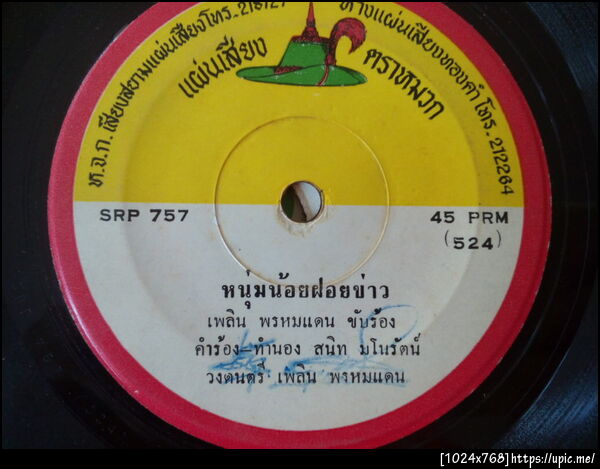 ห.จ.ก. เสียงสยามแผ่นเสียงโทร.
ห้างแผ่นเสียงทองคำ โทร. 212264
แผ่นเสียง
ตราหมวก
SRP 757
45 PRM
(524)
หนุ่มน้อยฝอยข่าว
เพลิน พรหมแดน ขับร้อง
คำร้อง-ทำนอง สนิท มโนรัตน์
วงดนตรี เพลิน พรหมแดน
[1024x768]https://upic.me/